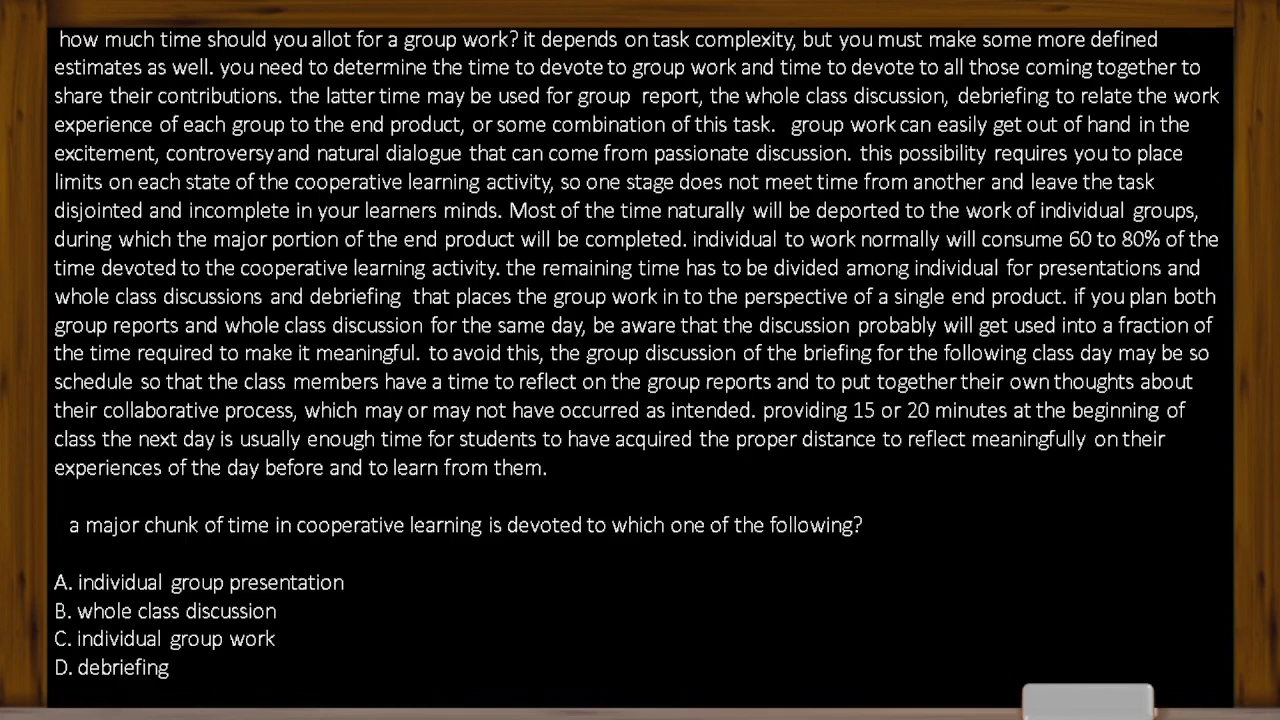 how much time should you allot for a group work? it depends on task complexity, but you must make some more defined
estimates as well. you need to determine the time to devote to group work and time to devote to all those coming together to
share their contributions. the latter time may be used for group report, the whole class discussion, debriefing to relate the work
experience of each group to the end product, or some combination of this task. group work can easily get out of hand in the
excitement, controversy and natural dialogue that can come from passionate discussion. this possibility requires you to place
limits on each state of the cooperative learning activity, so one stage does not meet time from another and leave the task
disjointed and incomplete in your learners minds. Most of the time naturally will be deported to the work of individual groups,
during which the major portion of the end product will be completed. individual to work normally will consume 60 to 80% of the
time devoted to the cooperative learning activity. the remaining time has to be divided among individual for presentations and
whole class discussions and debriefing that places the group work in to the perspective of a single end product. if you plan both
group reports and whole class discussion for the same day, be aware that the discussion probably will get used into a fraction of
the time required to make it meaningful. to avoid this, the group discussion of the briefing for the following class day may be so
schedule so that the class members have a time to reflect on the group reports and to put together their own thoughts about
their collaborative process, which may or may not have occurred as intended. providing 15 or 20 minutes at the beginning of
class the next day is usually enough time for students to have acquired the proper distance to reflect meaningfully on their
experiences of the day before and to learn from them.
a major chunk of time in cooperative learning is devoted to which one of the following?
A. individual group presentation
B. whole class discussion
C. individual group work
D. debriefing